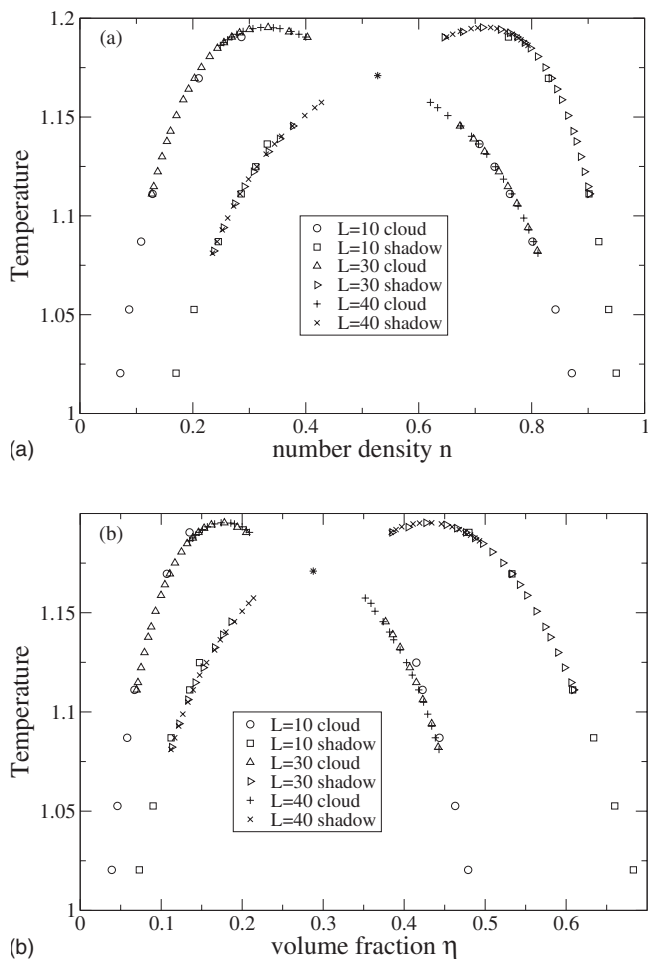 1.2
(a)
1.15
1.1
1.05
1
Temperature
L=10 cloud
L=10 shadow
L=30 cloud
L=30 shadow
L=40 cloud
L=40 shadow
0 0.2 0.4 0.6 0.8 1
(a)
number density n
1.2
(b)
1.15
1.1
1.05
1
Temperature
L=10 cloud
L=10 shadow
L=30 cloud
L=30 shadow
L=40 cloud
L=40 shadow
0 0.1 0.2 0.3 0.4 0.5 0.6
(b)
volume fraction η